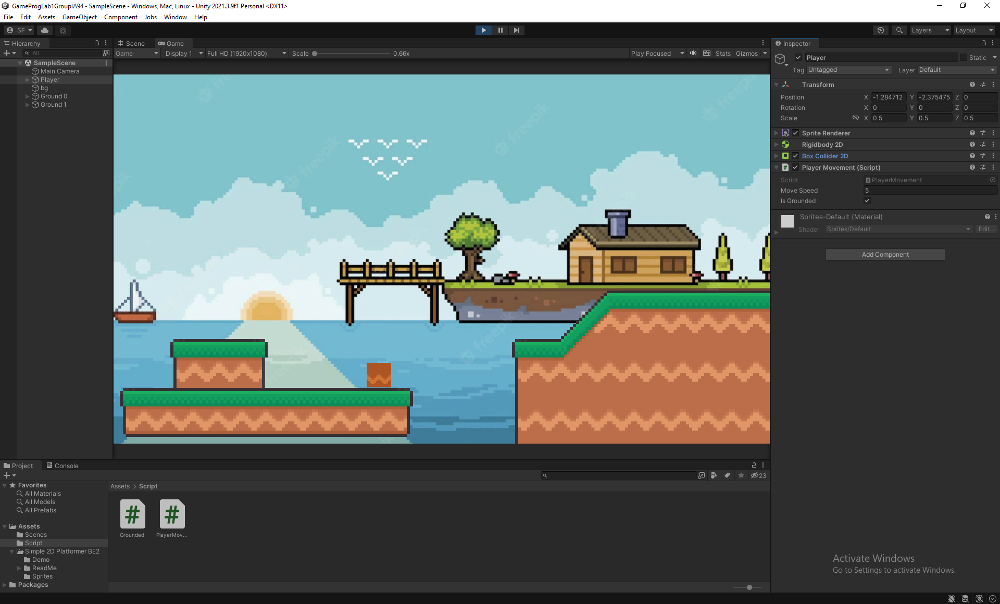 GameProgLab1GroupIA94 - SampleScene - Windows, Mac, Linux - Unity 2021.3.9f1 Personal <DX11>
File Edit Assets GameObject Component Jobs Window Help
SF
Layers
Layout
Hierarchy
All
SampleScene
Main Camera
Player
bg
Ground 0
Ground 1
Scene
Game
Game
Display 1
Full HD (1920x1080)
Scale
0.66x
Play Focused
Stats
Gizmos
freepik
freepik
freepik
freepik
freepik
Inspector
Player
Static
Tag Untagged
Layer Default
Transform
Position X -1.284712 Y -2.375475 Z 0
Rotation X 0 Y 0 Z 0
Scale X 0.5 Y 0.5 Z 0.5
Sprite Renderer
Rigidbody 2D
Box Collider 2D
Player Movement (Script)
Script PlayerMovement
Move Speed 5
Is Grounded
Sprites-Default (Material)
Shader Sprites/Default Edit...
Add Component
Project
Console
23
Favorites
All Materials
All Models
All Prefabs
Assets
Scenes
Script
Simple 2D Platformer BE2
Demo
ReadMe
Sprites
Packages
Assets > Script
Grounded
PlayerMov...
Activate Windows
Go to Settings to activate Windows.